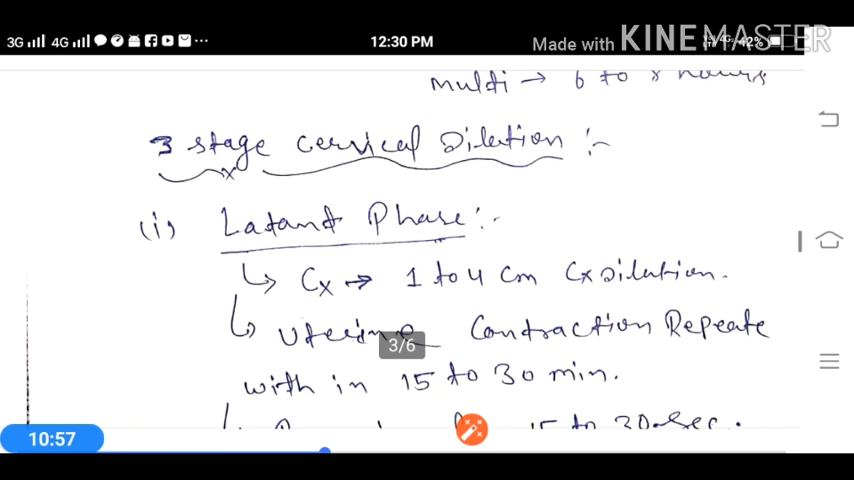 3G 4G 12:30 PM Made with KINEMASTER 42%
multi → 6 to 8 hours
3 stage cervical Dilation :-
(i) Latant Phase :-
↳ Cx → 1 to 4 cm Cx dilation.
↳ Uterine Contraction Repeate
3/6
with in 15 to 30 min.
15 to 30 sec.
10:57